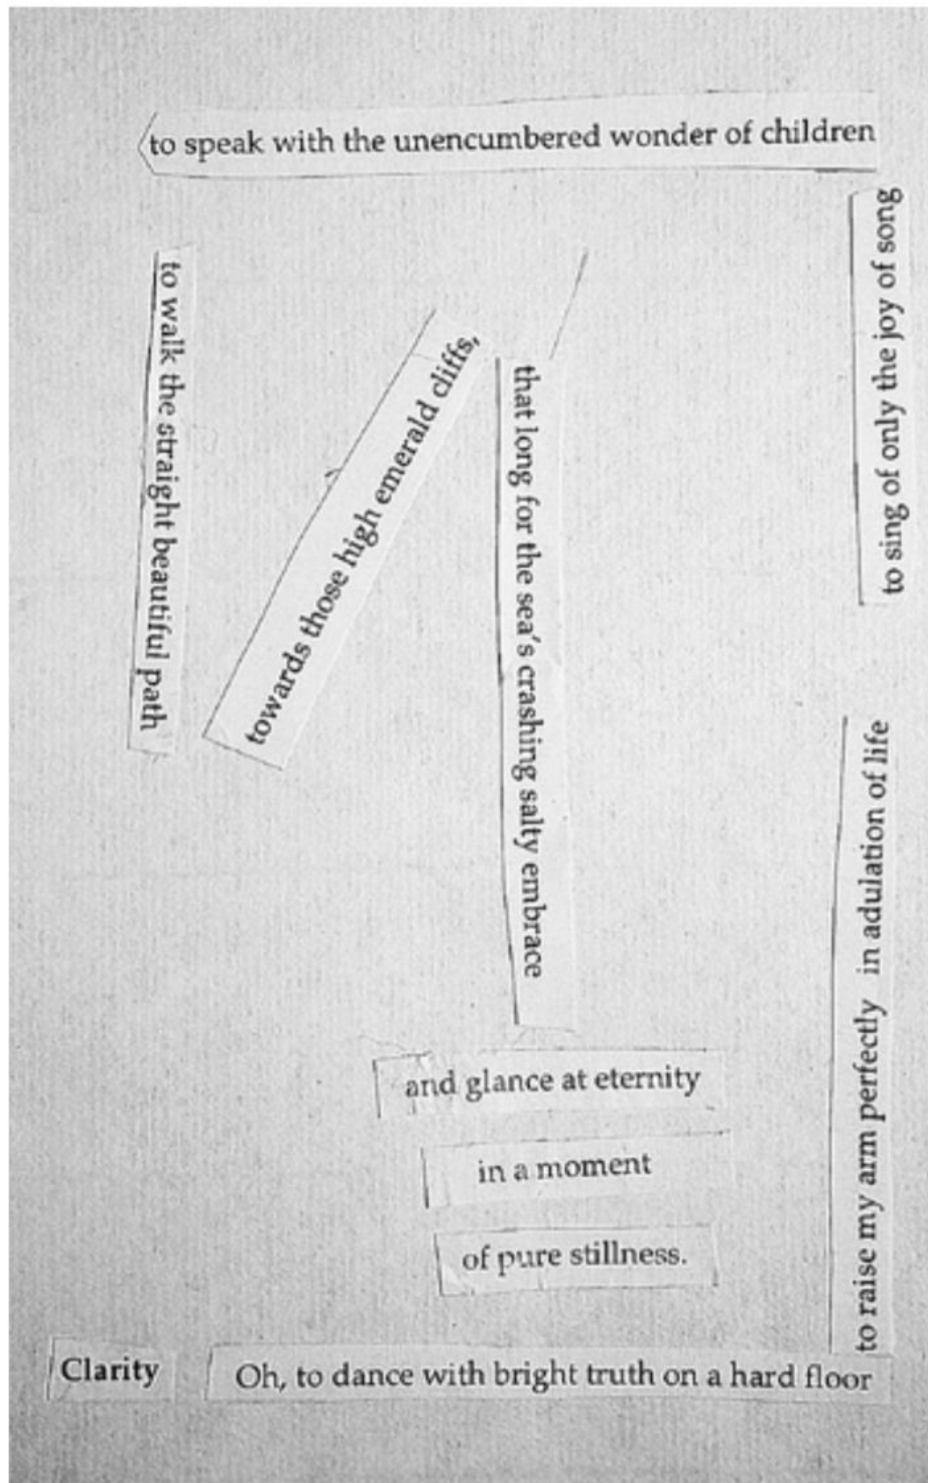 Clarity
Oh, to dance with bright truth on a hard floor
to raise my arm perfectly in adulation of life
to sing of only the joy of song
to speak with the unencumbered wonder of children
to walk the straight beautiful path
towards those high emerald cliffs,
that long for the sea's crashing salty embrace
and glance at eternity
in a moment
of pure stillness.